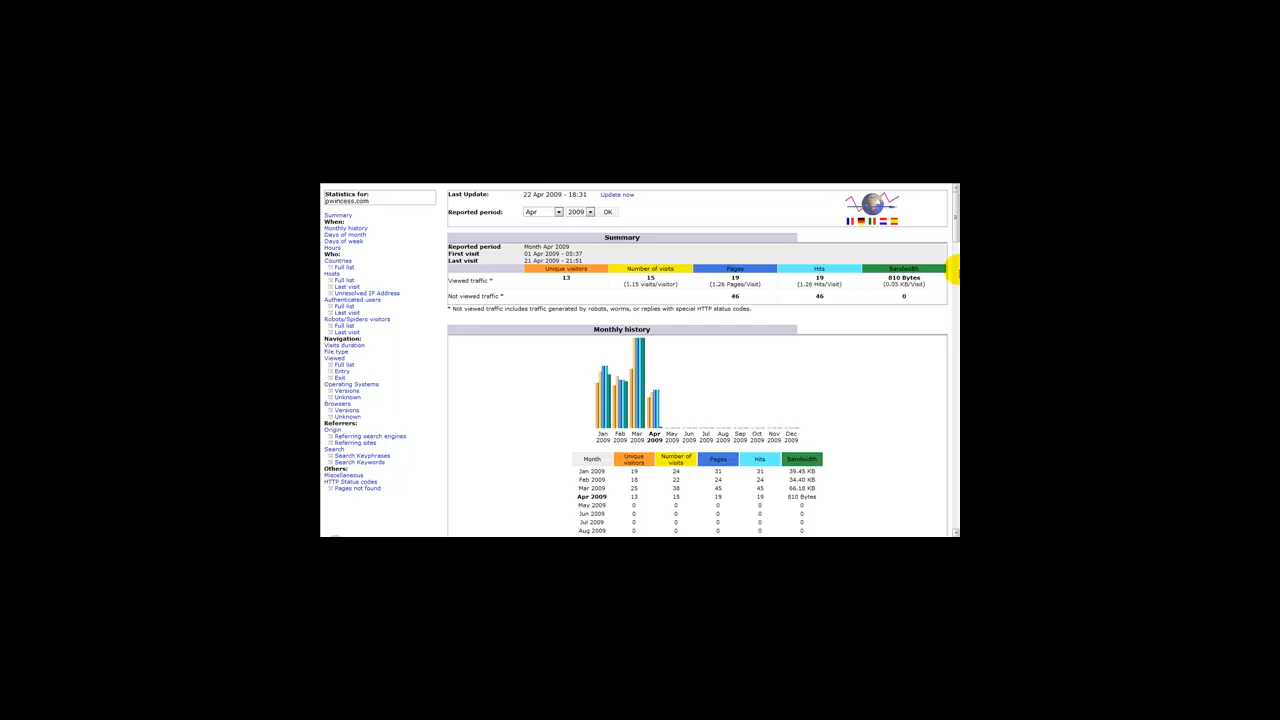 Statistics for:
pwincess.com
Summary
When:
Monthly history
Days of month
Days of week
Hours
Who:
Countries
Full list
Hosts
Full list
Last visit
Unresolved IP Address
Authenticated users
Full list
Last visit
Robots/Spiders visitors
Full list
Last visit
Navigation:
Visits duration
File type
Viewed
Full list
Entry
Exit
Operating Systems
Versions
Unknown
Browsers
Versions
Unknown
Referrers:
Origin
Referring search engines
Referring sites
Search
Search Keyphrases
Search Keywords
Others:
Miscellaneous
HTTP Status codes
Pages not found
Last Update: 22 Apr 2009 - 18:31 Update now
Reported period: Apr 2009 OK
Summary
Reported period Month Apr 2009
First visit 01 Apr 2009 - 05:37
Last visit 21 Apr 2009 - 21:51
Unique visitors Number of visits Pages Hits Bandwidth
Viewed traffic * 13 15 19 19 810 Bytes
(1.15 visits/visitor) (1.26 Pages/Visit) (1.26 Hits/Visit) (0.05 KB/Visit)
Not viewed traffic * 46 46 0
* Not viewed traffic includes traffic generated by robots, worms, or replies with special HTTP status codes.
Monthly history
Jan Feb Mar Apr May Jun Jul Aug Sep Oct Nov Dec
2009 2009 2009 2009 2009 2009 2009 2009 2009 2009 2009 2009
Month Unique visitors Number of visits Pages Hits Bandwidth
Jan 2009 19 24 31 31 39.45 KB
Feb 2009 18 22 24 24 34.40 KB
Mar 2009 25 38 45 45 66.18 KB
Apr 2009 13 15 19 19 810 Bytes
May 2009 0 0 0 0 0
Jun 2009 0 0 0 0 0
Jul 2009 0 0 0 0 0
Aug 2009 0 0 0 0 0